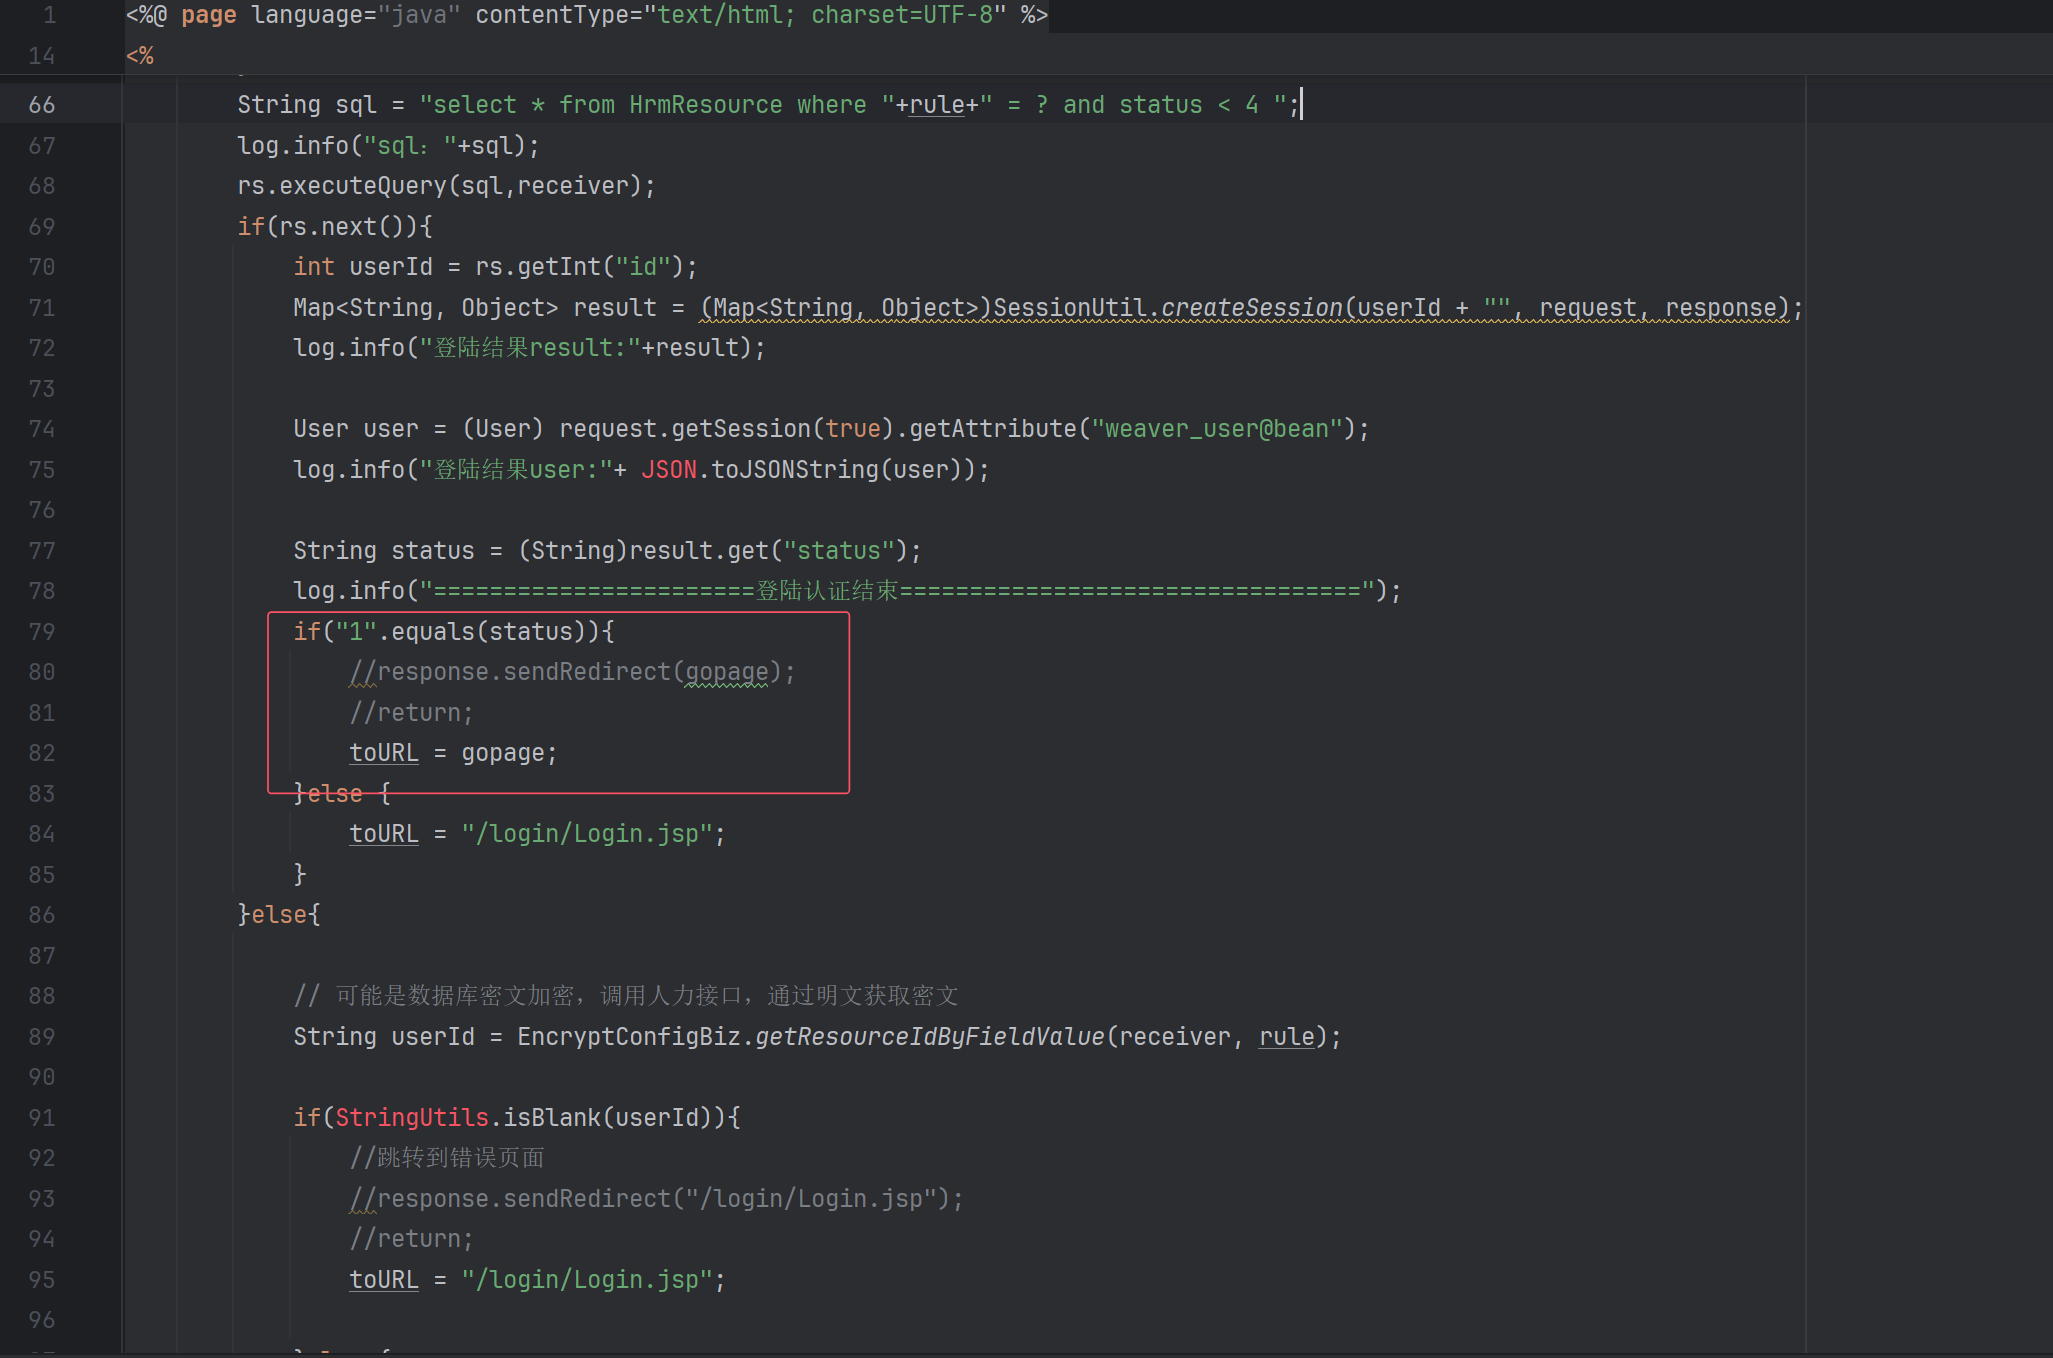 1 <%@ page language="java" contentType="text/html; charset=UTF-8" %>
14 <%
66 String sql = "select * from HrmResource where "+rule+" = ? and status < 4 ";
67 log.info("sql："+sql);
68 rs.executeQuery(sql,receiver);
69 if(rs.next()){
70 int userId = rs.getInt("id");
71 Map<String, Object> result = (Map<String, Object>)SessionUtil.createSession(userId + "", request, response);
72 log.info("登陆结果result:"+result);
73
74 User user = (User) request.getSession(true).getAttribute("weaver_user@bean");
75 log.info("登陆结果user:"+ JSON.toJSONString(user));
76
77 String status = (String)result.get("status");
78 log.info("=======================登陆认证结束=================================");
79 if("1".equals(status)){
80 //response.sendRedirect(gopage);
81 //return;
82 toURL = gopage;
83 }else {
84 toURL = "/login/Login.jsp";
85 }
86 }else{
87
88 // 可能是数据库密文加密，调用人力接口，通过明文获取密文
89 String userId = EncryptConfigBiz.getResourceIdByFieldValue(receiver, rule);
90
91 if(StringUtils.isBlank(userId)){
92 //跳转到错误页面
93 //response.sendRedirect("/login/Login.jsp");
94 //return;
95 toURL = "/login/Login.jsp";
96